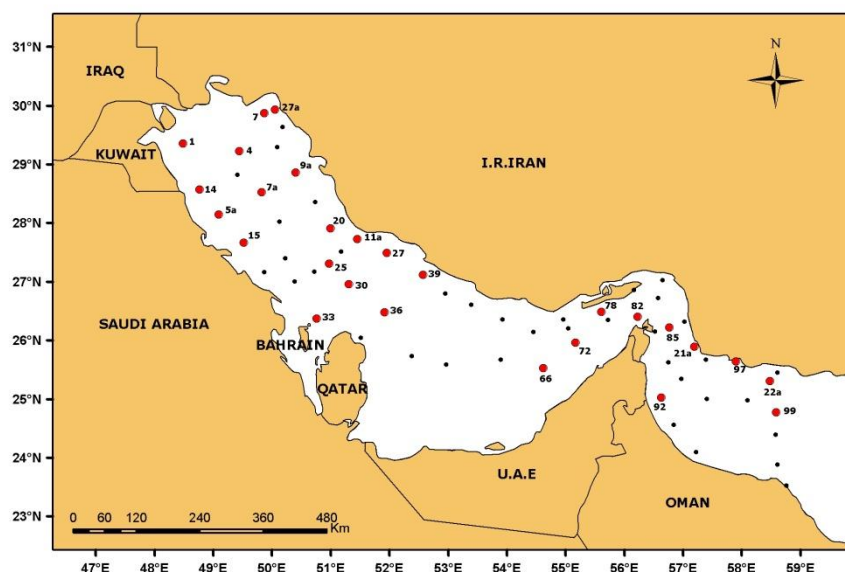 31°N
30°N
29°N
28°N
27°N
26°N
25°N
24°N
23°N
IRAQ
N
7
27a
1
4
KUWAIT
9a
I.R.IRAN
14
7a
5a
20
15
11a
27
25
39
30
78
82
33
36
SAUDI ARABIA
85
BAHRAIN
21a
72
97
QATAR
66
22a
92
99
U.A.E
OMAN
0 60 120 240 360 480
Km
47°E 48°E 49°E 50°E 51°E 52°E 53°E 54°E 55°E 56°E 57°E 58°E 59°E